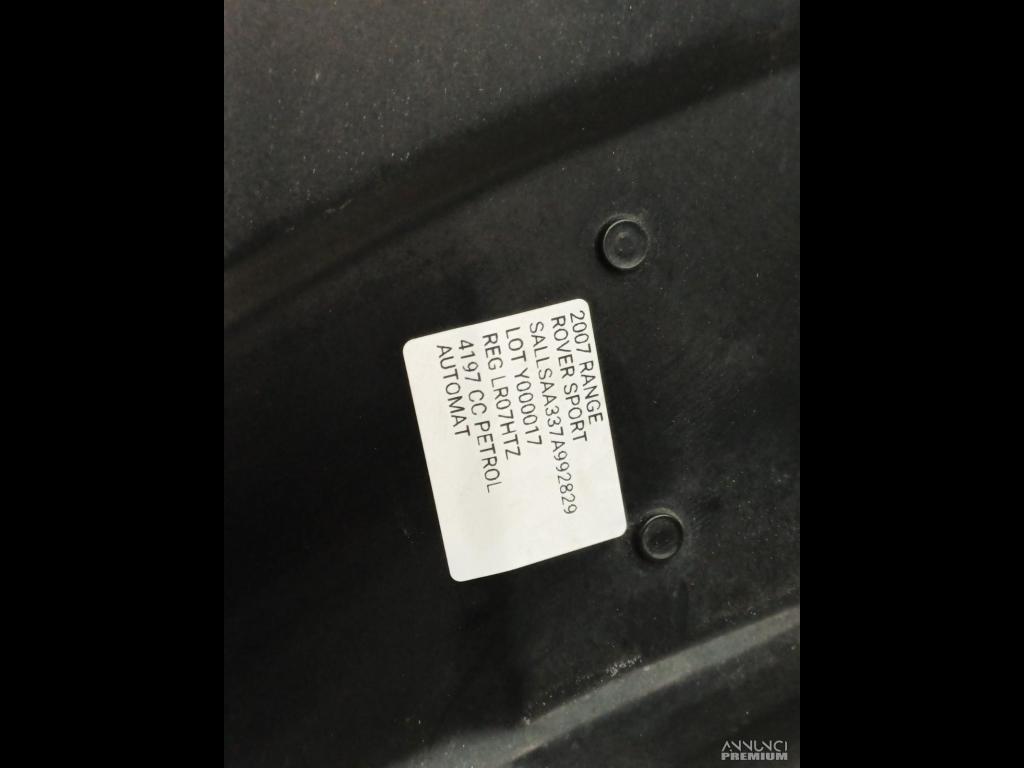 2007 RANGE
ROVER SPORT
SALLSAA337A992829
LOT Y000017
REG LR07HTZ
4197 CC PETROL
AUTOMAT
ANNUNCI
PREMIUM